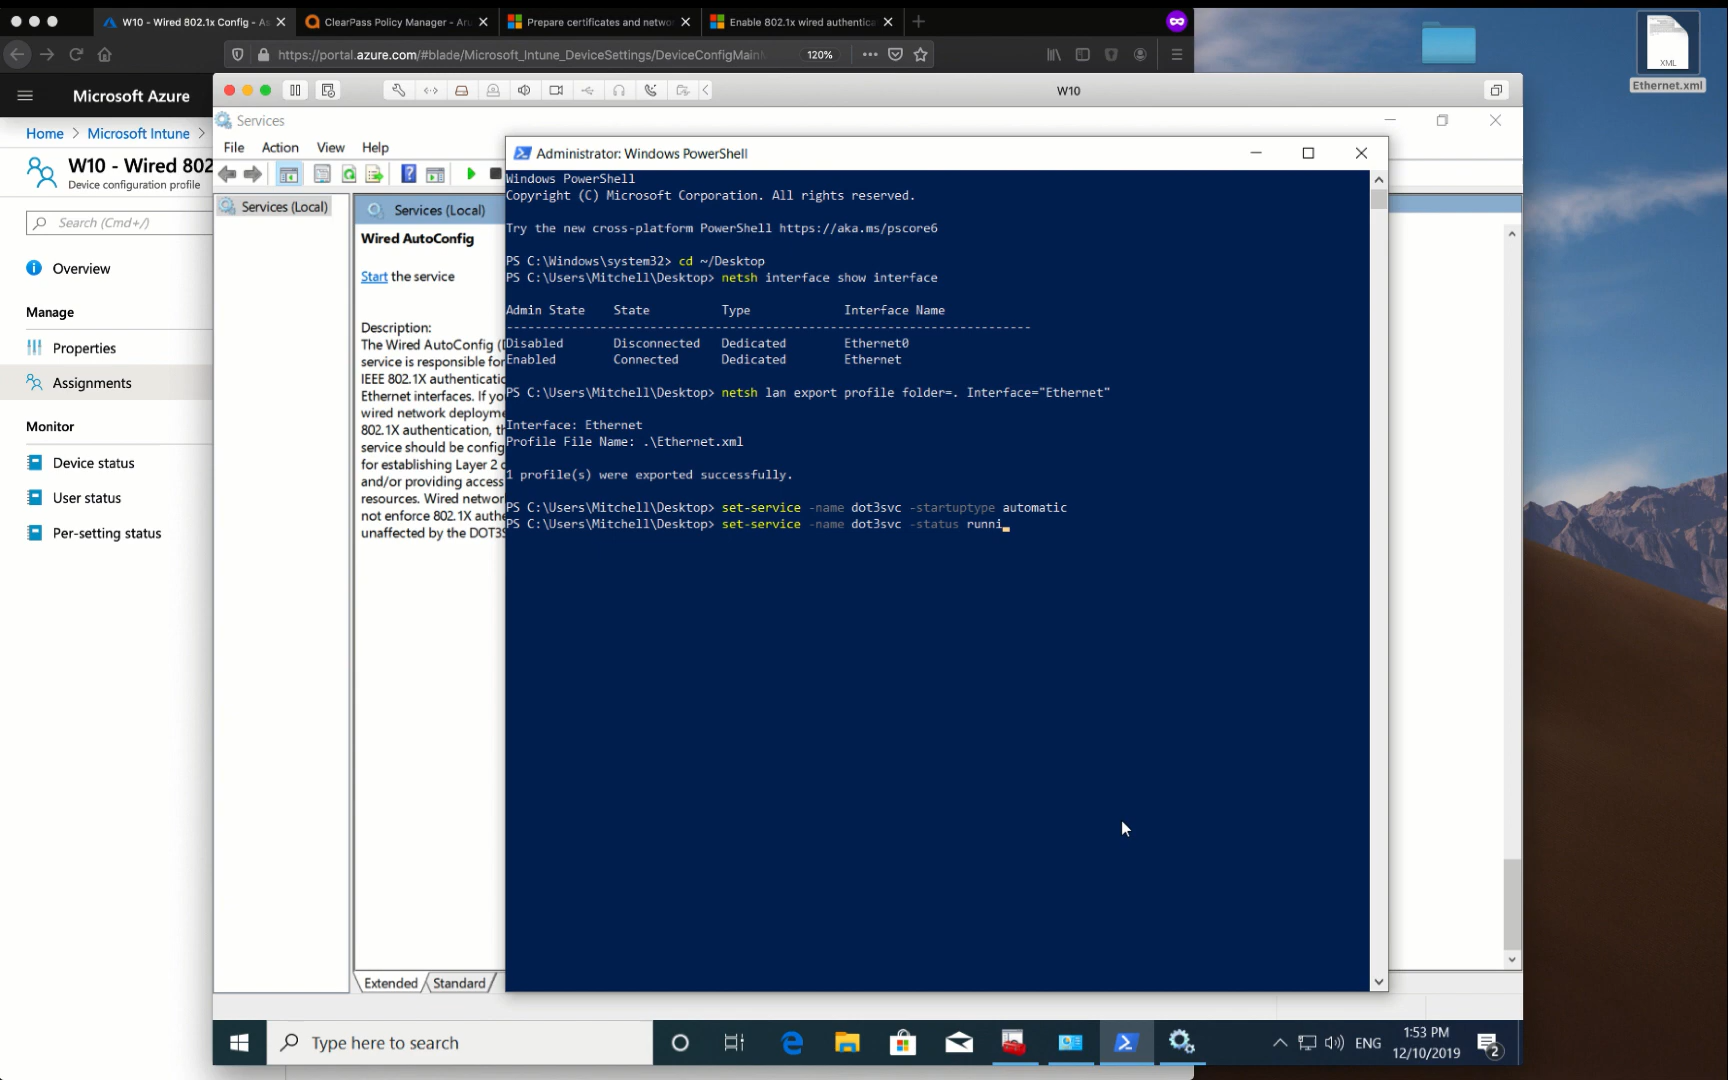 W10 - Wired 802.1x Config - As
ClearPass Policy Manager - Aru
Prepare certificates and networ
Enable 802.1x wired authentica
https://portal.azure.com/#blade/Microsoft_Intune_DeviceSettings/DeviceConfigMain
120%
XML
Ethernet.xml
W10
Microsoft Azure
Home > Microsoft Intune >
W10 - Wired 802
Device configuration profile
Search (Cmd+/)
Overview
Manage
Properties
Assignments
Monitor
Device status
User status
Per-setting status
Services
File Action View Help
Services (Local)
Services (Local)
Wired AutoConfig
Start the service
Description:
The Wired AutoConfig (
service is responsible for
IEEE 802.1X authenticatio
Ethernet interfaces. If yo
wired network deployme
802.1X authentication, th
service should be config
for establishing Layer 2 c
and/or providing access
resources. Wired networ
not enforce 802.1X authe
unaffected by the DOT3S
Extended Standard
Administrator: Windows PowerShell
Windows PowerShell
Copyright (C) Microsoft Corporation. All rights reserved.
Try the new cross-platform PowerShell https://aka.ms/pscore6
PS C:\Windows\system32> cd ~/Desktop
PS C:\Users\Mitchell\Desktop> netsh interface show interface
Admin State    State    Type    Interface Name
-------------------------------------------------------------------------
Disabled    Disconnected    Dedicated    Ethernet0
Enabled    Connected    Dedicated    Ethernet
PS C:\Users\Mitchell\Desktop> netsh lan export profile folder=. Interface="Ethernet"
Interface: Ethernet
Profile File Name: .\Ethernet.xml
1 profile(s) were exported successfully.
PS C:\Users\Mitchell\Desktop> set-service -name dot3svc -startuptype automatic
PS C:\Users\Mitchell\Desktop> set-service -name dot3svc -status runni_
Type here to search
ENG
1:53 PM
12/10/2019
2